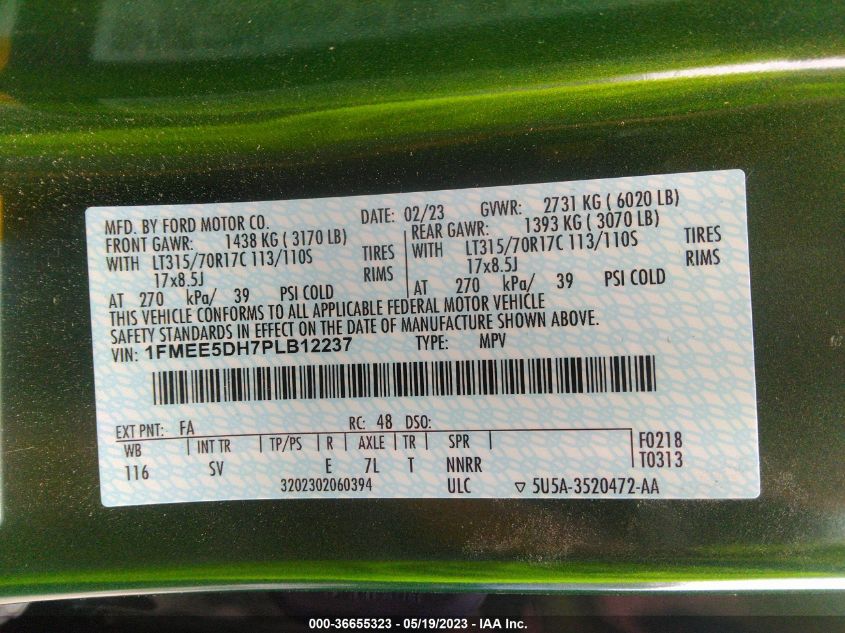 MFD. BY FORD MOTOR CO. DATE: 02/23 GVWR: 2731 KG ( 6020 LB)
FRONT GAWR: 1438 KG ( 3170 LB) REAR GAWR: 1393 KG ( 3070 LB)
WITH LT315/70R17C 113/110S TIRES WITH LT315/70R17C 113/110S TIRES
17x8.5J RIMS 17x8.5J RIMS
AT 270 kPa/ 39 PSI COLD AT 270 kPa/ 39 PSI COLD
THIS VEHICLE CONFORMS TO ALL APPLICABLE FEDERAL MOTOR VEHICLE
SAFETY STANDARDS IN EFFECT ON THE DATE OF MANUFACTURE SHOWN ABOVE.
VIN: 1FMEE5DH7PLB12237 TYPE: MPV
EXT PNT: FA RC: 48 DSO:
WB INT TR TP/PS R AXLE TR SPR F0218
116 SV E 7L T NNRR T0313
3202302060394 ULC ▽ 5U5A-3520472-AA
000-36655323 - 05/19/2023 - IAA Inc.